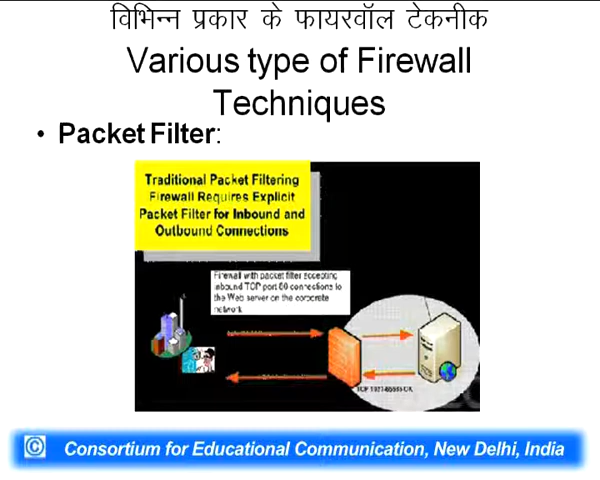 विभिन्न प्रकार के फायरवॉल टेकनीक
Various type of Firewall
Techniques
• Packet Filter:
Traditional Packet Filtering
Firewall Requires Explicit
Packet Filter for Inbound and
Outbound Connections
Firewall with packet filter accepting
inbound TCP port 80 connections to
the Web server on the corporate
network
TCP
© Consortium for Educational Communication, New Delhi, India